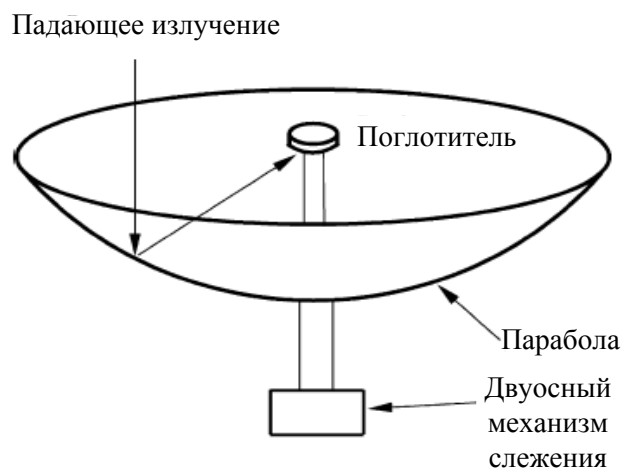 Падающее излучение
Поглотитель
Парабола
Двуосный
механизм
слежения